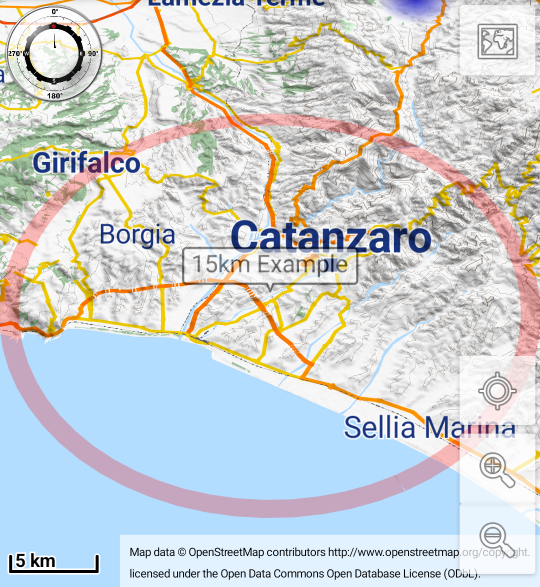 Lamezia Terme
0°
270°
90°
180°
a
Girifalco
Borgia
Catanzaro
15km Example
Sellia Marina
5 km
Map data © OpenStreetMap contributors http://www.openstreetmap.org/copyright.
licensed under the Open Data Commons Open Database License (ODbL).